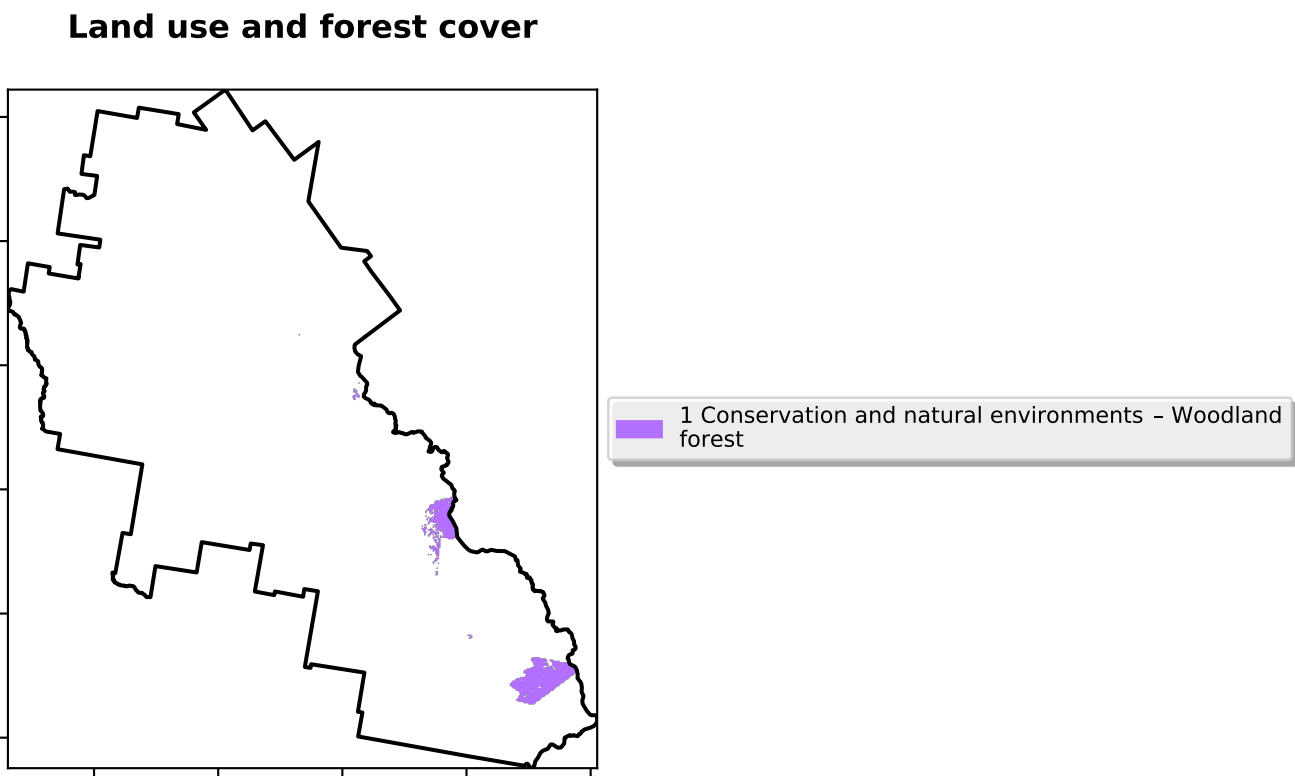 Land use and forest cover
1 Conservation and natural environments – Woodland
forest